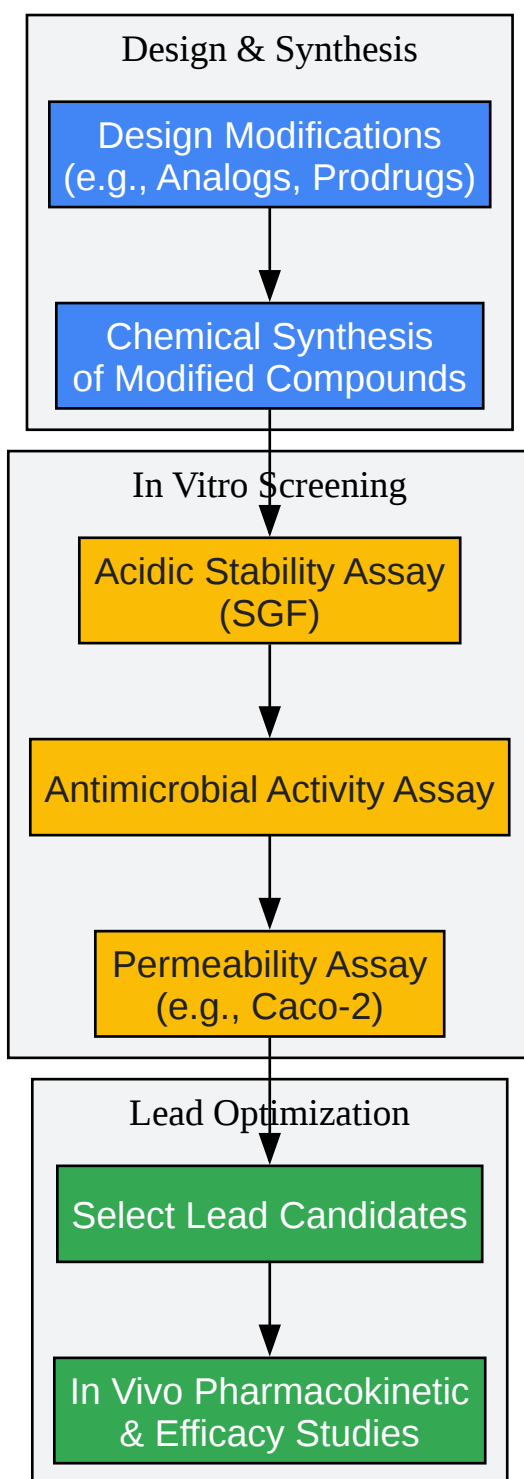 Design & Synthesis
Design Modifications
(e.g., Analogs, Prodrugs)
Chemical Synthesis
of Modified Compounds
In Vitro Screening
Acidic Stability Assay
(SGF)
Antimicrobial Activity Assay
Permeability Assay
(e.g., Caco-2)
Lead Optimization
Select Lead Candidates
In Vivo Pharmacokinetic
& Efficacy Studies